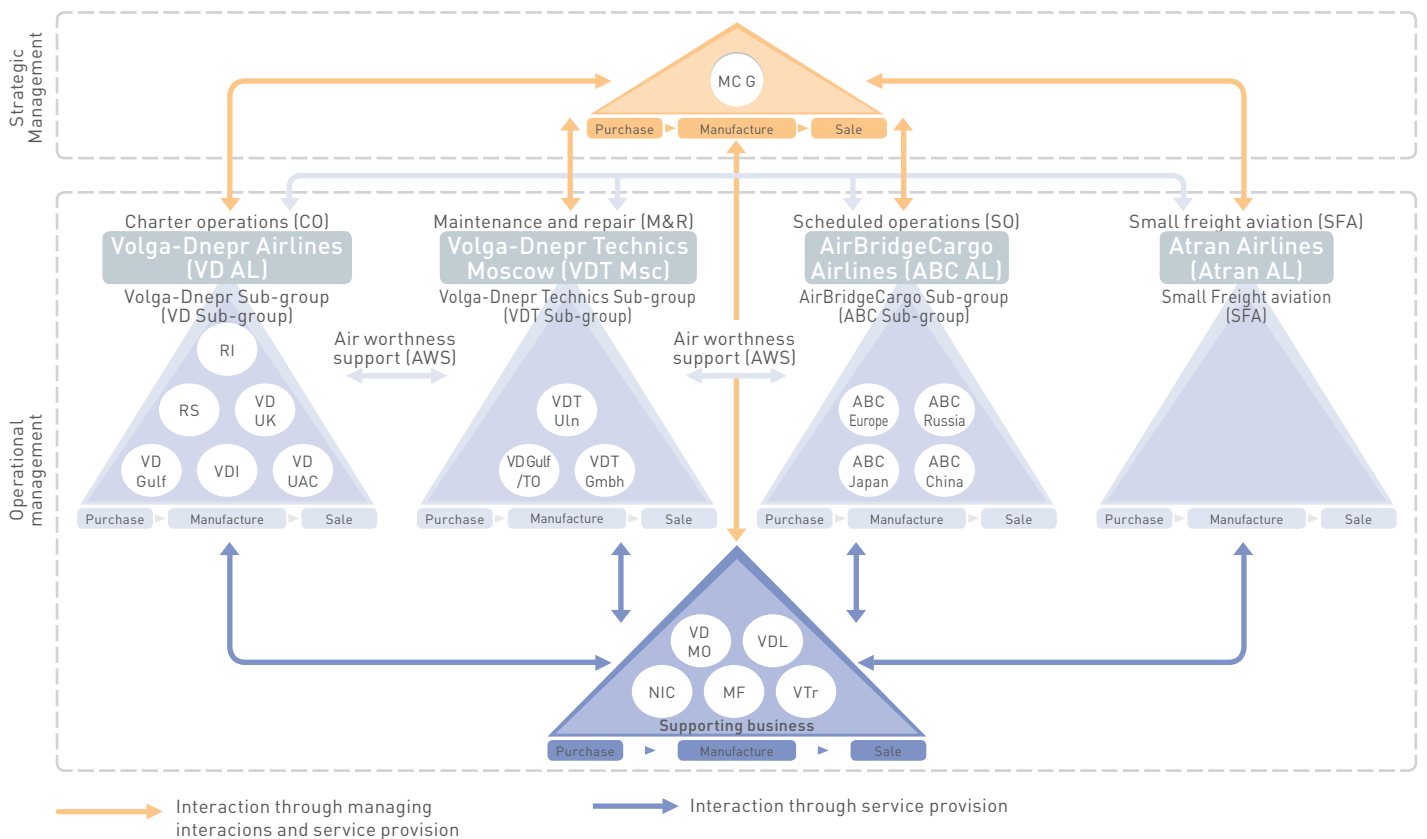 Strategic
Management
MC G
Purchase
Manufacture
Sale
Operational
management
Charter operations (CO)
Volga-Dnepr Airlines
(VD AL)
Volga-Dnepr Sub-group
(VD Sub-group)
RI
RS
VD
UK
VD
Gulf
VDI
VD
UAC
Purchase
Manufacture
Sale
Air worthness
support (AWS)
Maintenance and repair (M&R)
Volga-Dnepr Technics
Moscow (VDT Msc)
Volga-Dnepr Technics Sub-group
(VDT Sub-group)
VDT
Uln
VD Gulf
/TO
VDT
Gmbh
Purchase
Manufacture
Sale
Air worthness
support (AWS)
Scheduled operations (SO)
AirBridgeCargo
Airlines (ABC AL)
AirBridgeCargo Sub-group
(ABC Sub-group)
ABC
Europe
ABC
Russia
ABC
Japan
ABC
China
Purchase
Manufacture
Sale
Small freight aviation (SFA)
Atran Airlines
(Atran AL)
Small Freight aviation
(SFA)
Purchase
Manufacture
Sale
VD
MO
VDL
NIC
MF
VTr
Supporting business
Purchase
Manufacture
Sale
Interaction through managing
interacions and service provision
Interaction through service provision